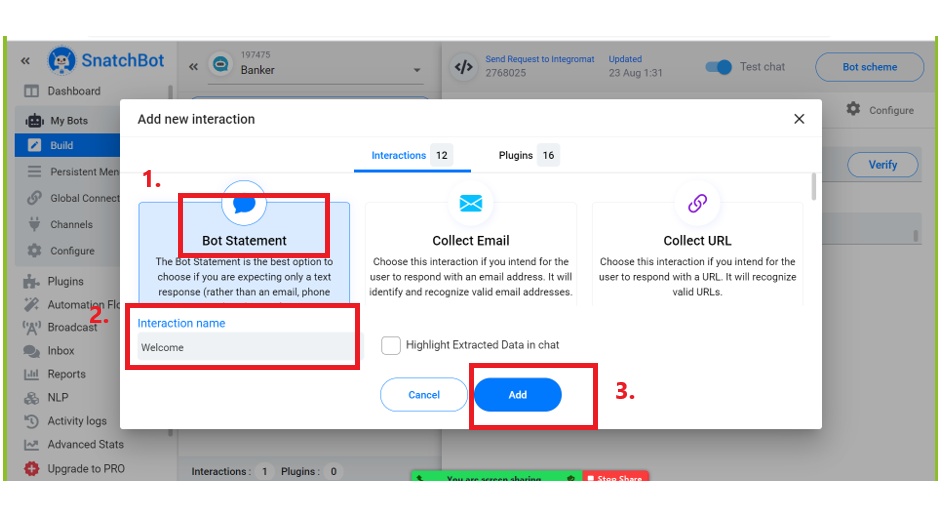 SnatchBot
Dashboard
My Bots
Build
Persistent Men
Global Connect
Channels
Configure
Plugins
Automation Flo
Broadcast
Inbox
Reports
NLP
Activity logs
Advanced Stats
Upgrade to PRO
197475
Banker
Send Request to Integromat
2768025
Updated
23 Aug 1:31
Test chat
Bot scheme
Configure
Verify
Add new interaction
Interactions 12
Plugins 16
1.
Bot Statement
The Bot Statement is the best option to
choose if you are expecting only a text
response (rather than an email, phone
Collect Email
Choose this interaction if you intend for the
user to respond with an email address. It will
identify and recognize valid email addresses.
Collect URL
Choose this interaction if you intend for the
user to respond with a URL. It will recognize
valid URLs.
2.
Interaction name
Welcome
Highlight Extracted Data in chat
Cancel
Add
3.
Interactions: 1 Plugins: 0
You are screen sharing
Stop Share